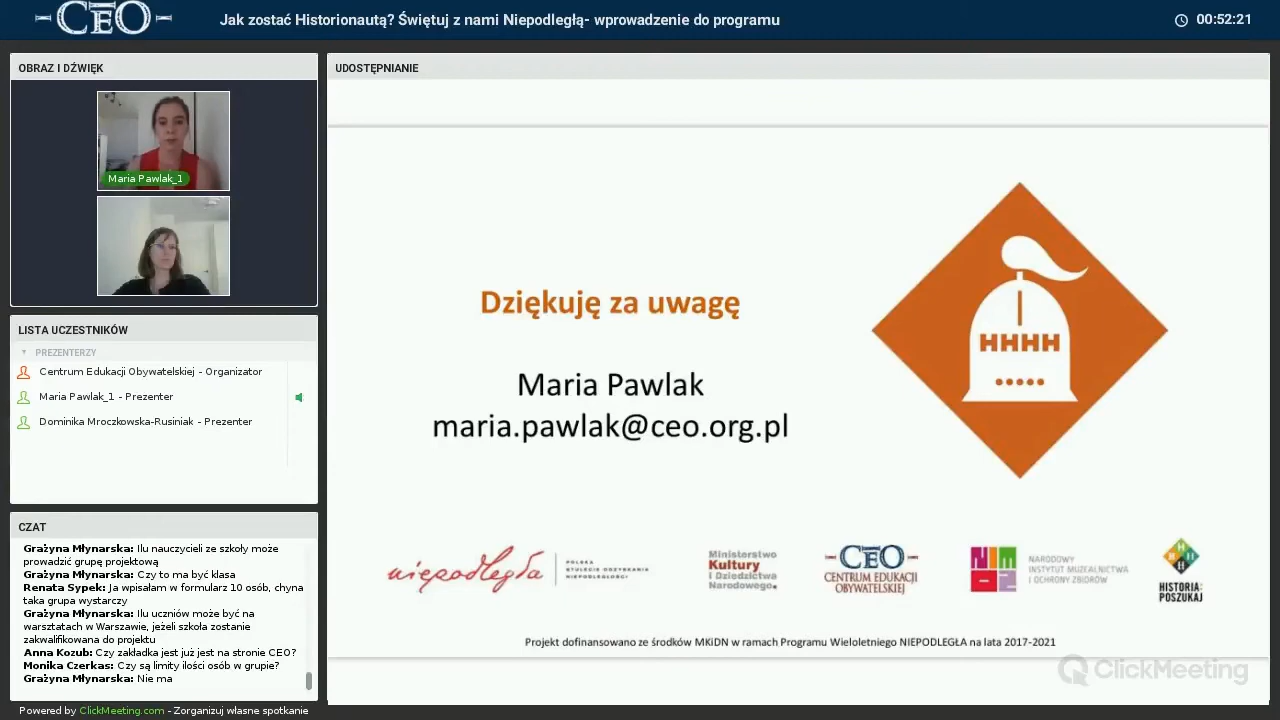 CEO
Jak zostać Historionautą? Świętuj z nami Niepodległą- wprowadzenie do programu
00:52:21
OBRAZ I DŹWIĘK
Maria Pawlak_1
LISTA UCZESTNIKÓW
PREZENTERZY
Centrum Edukacji Obywatelskiej - Organizator
Maria Pawlak_1 - Prezenter
Dominika Mroczkowska-Rusiniak - Prezenter
CZAT
Grażyna Młynarska: Ilu nauczycieli ze szkoły może
prowadzić grupę projektową
Grażyna Młynarska: Czy to ma być klasa
Renata Sypek: Ja wpisałam w formularz 10 osób, chyna
taka grupa wystarczy
Grażyna Młynarska: Ilu uczniów może być na
warsztatach w Warszawie, jeżeli szkoła zostanie
zakwalifikowana do projektu
Anna Kozub: Czy zakładka jest już jest na stronie CEO?
Monika Czerkas: Czy są limity ilości osób w grupie?
Grażyna Młynarska: Nie ma
Powered by ClickMeeting.com - Zorganizuj własne spotkanie
UDOSTĘPNIANIE
Dziękuję za uwagę
Maria Pawlak
maria.pawlak@ceo.org.pl
HHHH
niepodległa
POLSKA
STULECIE ODZYSKANIA
NIEPODLEGŁOŚCI
Ministerstwo
Kultury
i Dziedzictwa
Narodowego.
CEO
CENTRUM EDUKACJI
OBYWATELSKIEJ
NARODOWY
INSTYTUT MUZEALNICTWA
I OCHRONY ZBIORÓW
HISTORIA:
POSZUKAJ
Projekt dofinansowano ze środków MKiDN w ramach Programu Wieloletniego NIEPODLEGŁA na lata 2017-2021
ClickMeeting